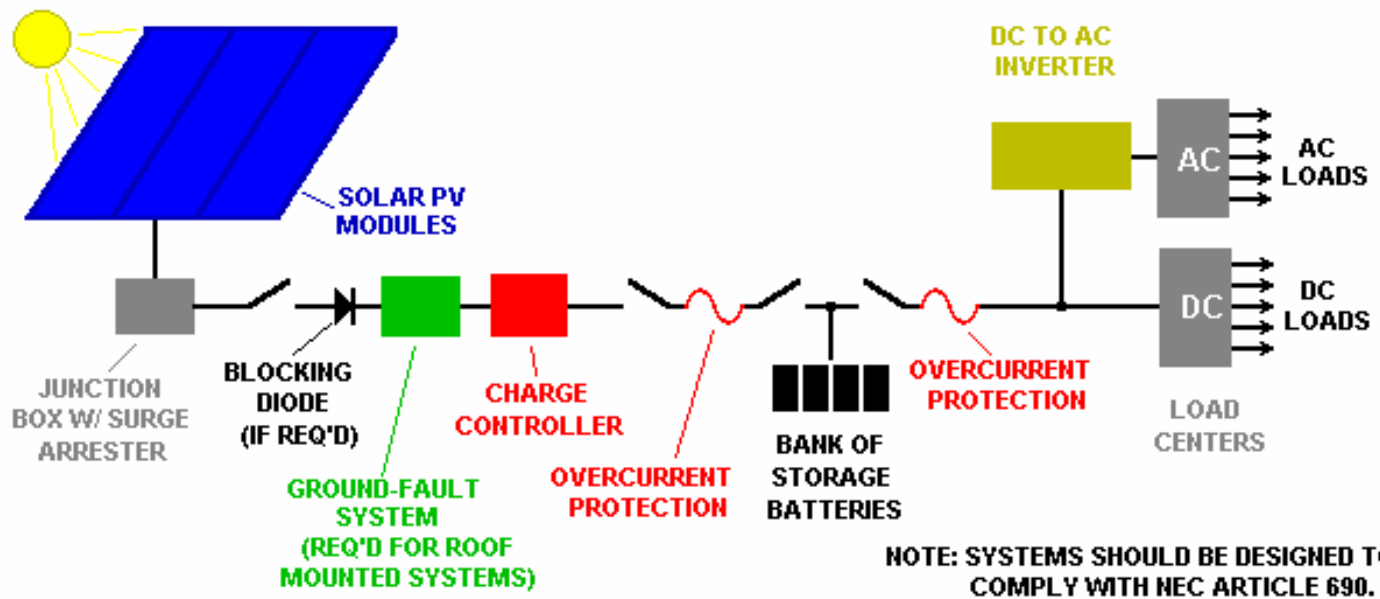 DC TO AC
INVERTER
SOLAR PV
MODULES
AC
AC
LOADS
DC
DC
LOADS
JUNCTION
BOX W/ SURGE
ARRESTER
BLOCKING
DIODE
(IF REQ'D)
GROUND-FAULT
SYSTEM
(REQ'D FOR ROOF
MOUNTED SYSTEMS)
CHARGE
CONTROLLER
OVERCURRENT
PROTECTION
BANK OF
STORAGE
BATTERIES
OVERCURRENT
PROTECTION
LOAD
CENTERS
NOTE: SYSTEMS SHOULD BE DESIGNED TO
COMPLY WITH NEC ARTICLE 690.